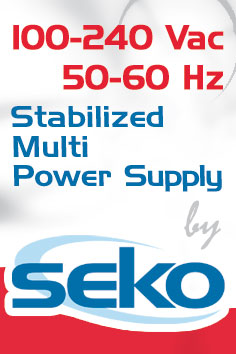 100-240 Vac
50-60 Hz
Stabilized
Multi
Power Supply
by
seko